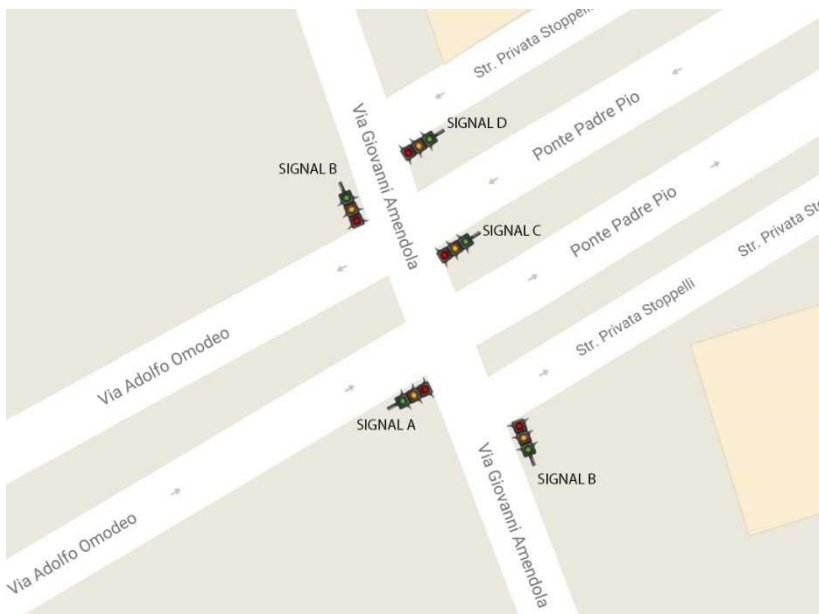 Str. Privata Stoppelli
Via Giovanni Amendola
SIGNAL D
Ponte Padre Pio
SIGNAL B
SIGNAL C
Ponte Padre Pio
Str. Privata
Str. Privata Stoppelli
Via Adolfo Omodeo
SIGNAL A
SIGNAL B
Via Giovanni Amendola
Via Adolfo Omodeo